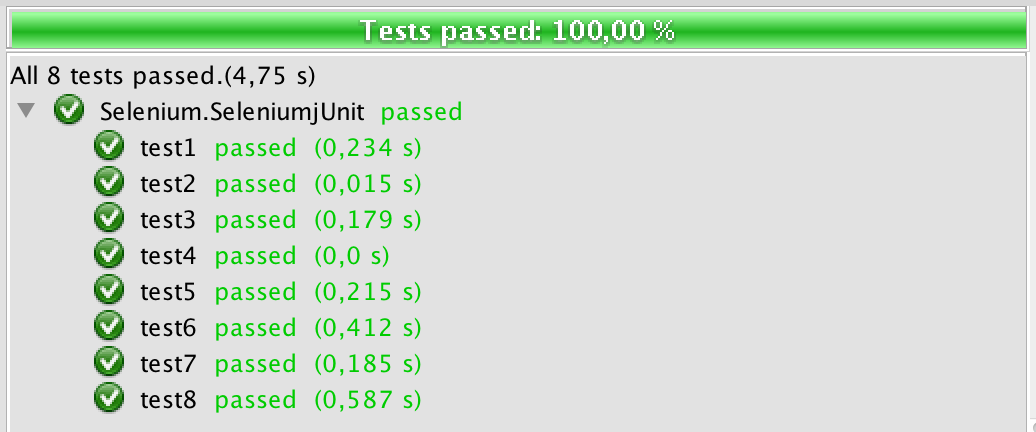 Tests passed: 100,00 %
All 8 tests passed.(4,75 s)
Selenium.SeleniumjUnit passed
test1 passed (0,234 s)
test2 passed (0,015 s)
test3 passed (0,179 s)
test4 passed (0,0 s)
test5 passed (0,215 s)
test6 passed (0,412 s)
test7 passed (0,185 s)
test8 passed (0,587 s)